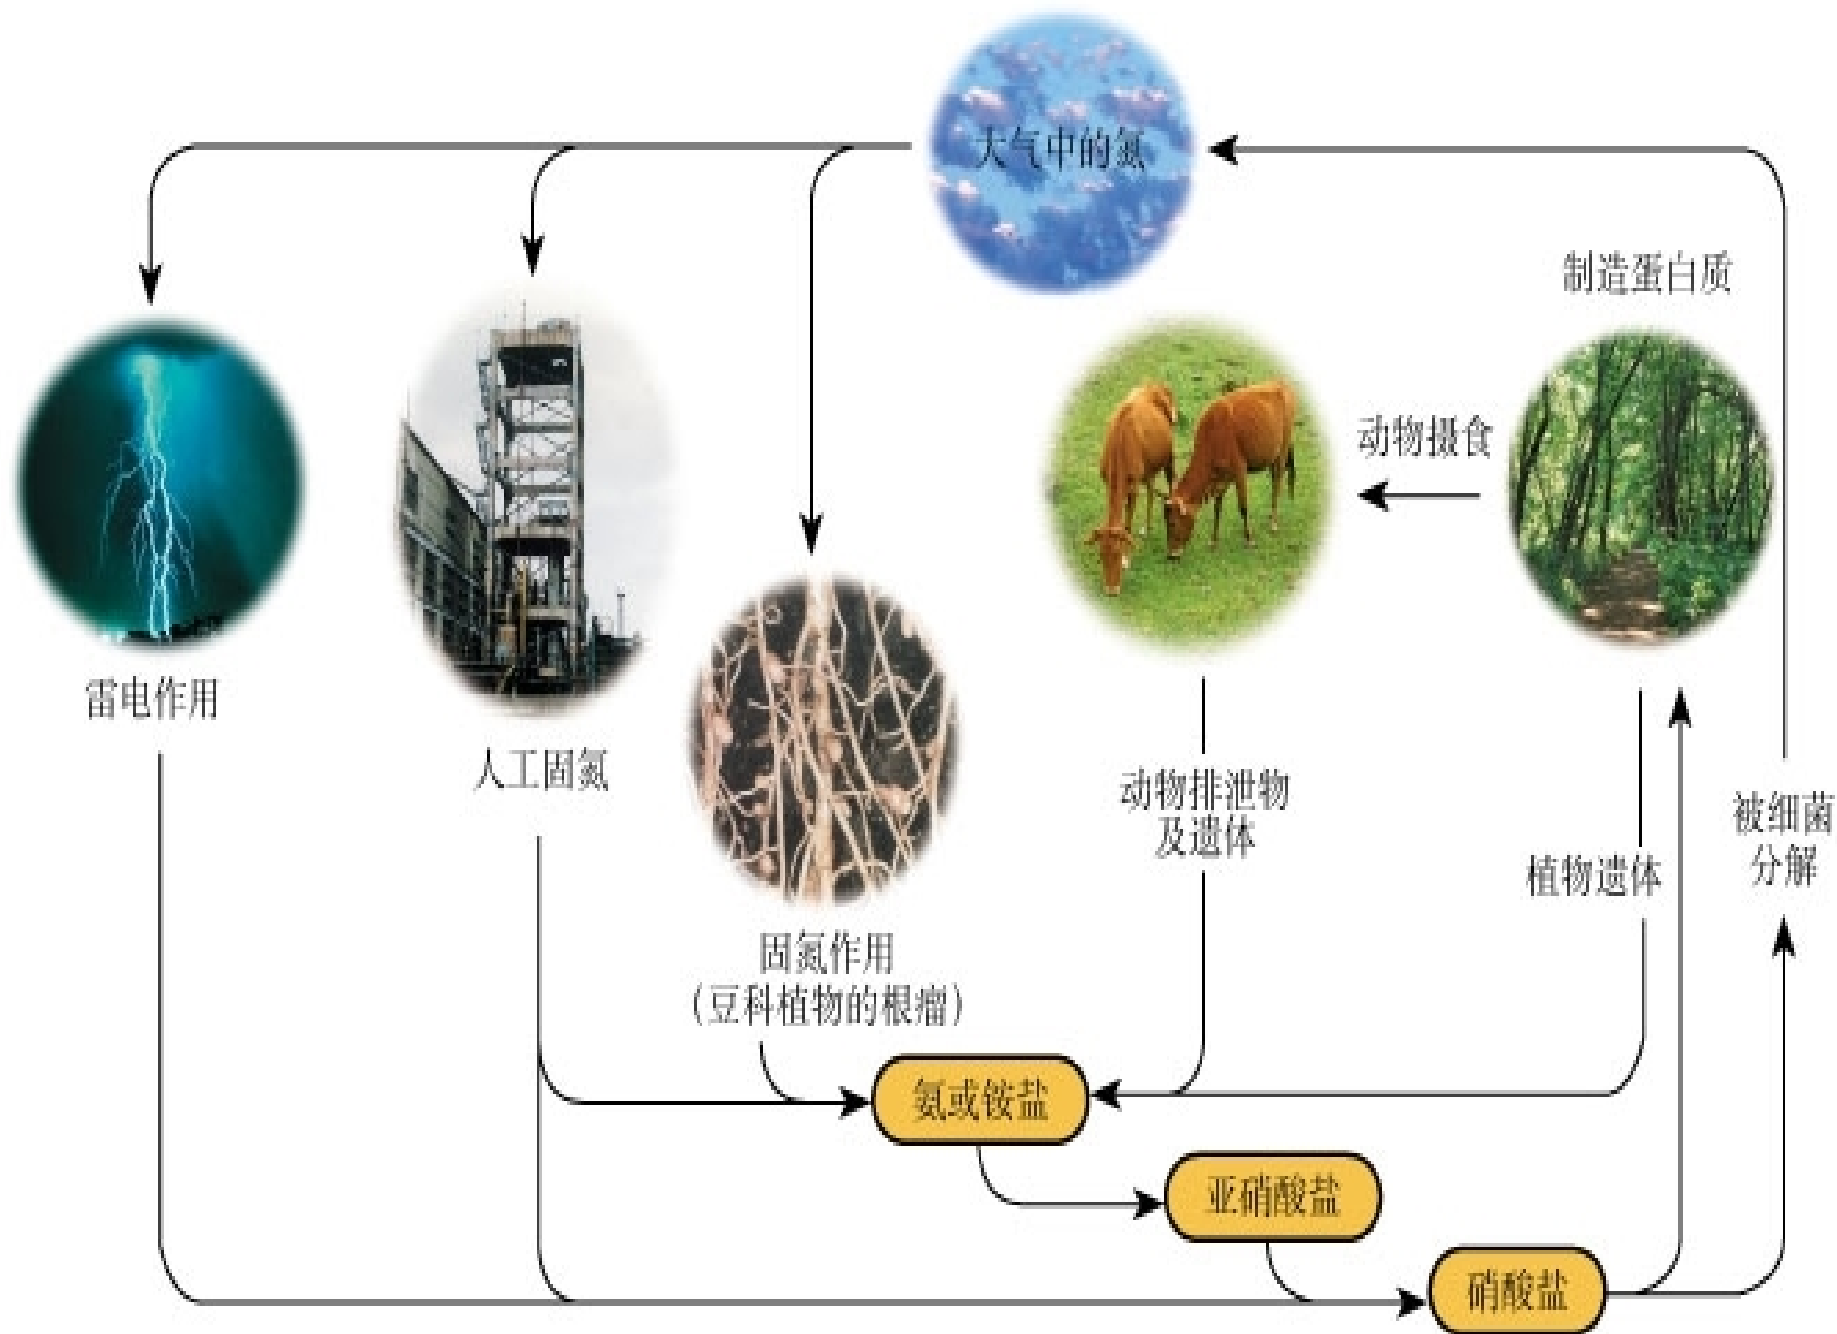 大气中的氮
制造蛋白质
动物摄食
雷电作用
人工固氮
动物排泄物
及遗体
被细菌
分解
植物遗体
固氮作用
(豆科植物的根瘤)
氨或铵盐
亚硝酸盐
硝酸盐